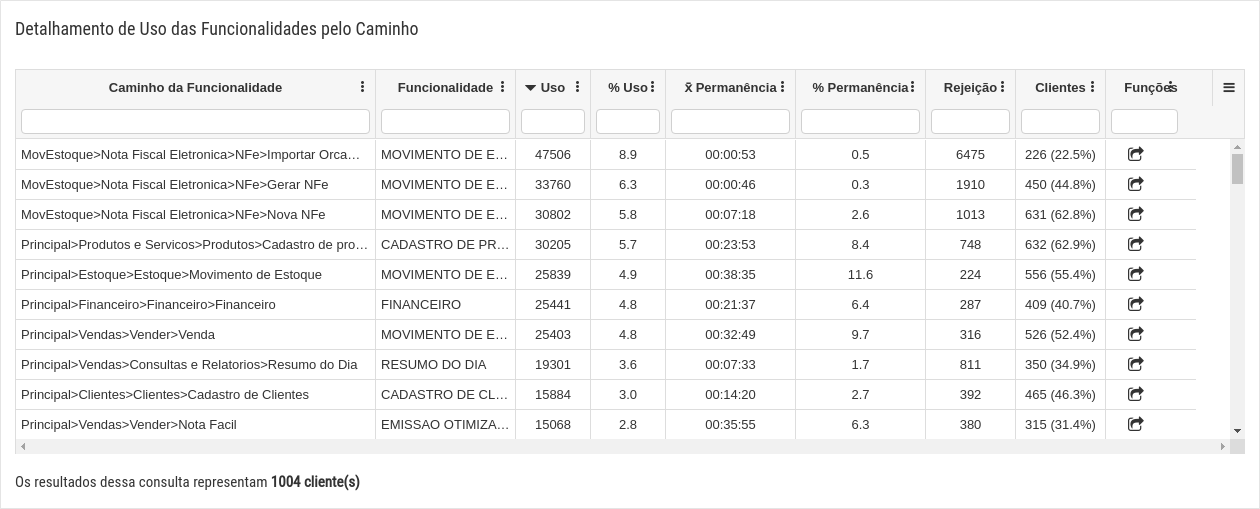 Detalhamento de Uso das Funcionalidades pelo Caminho
Caminho da Funcionalidade Funcionalidade Uso % Uso x̄ Permanência % Permanência Rejeição Clientes Funções
MovEstoque>Nota Fiscal Eletronica>NFe>Importar Orca… MOVIMENTO DE E… 47506 8.9 00:00:53 0.5 6475 226 (22.5%)
MovEstoque>Nota Fiscal Eletronica>NFe>Gerar NFe MOVIMENTO DE E… 33760 6.3 00:00:46 0.3 1910 450 (44.8%)
MovEstoque>Nota Fiscal Eletronica>NFe>Nova NFe MOVIMENTO DE E… 30802 5.8 00:07:18 2.6 1013 631 (62.8%)
Principal>Produtos e Servicos>Produtos>Cadastro de pro… CADASTRO DE PR… 30205 5.7 00:23:53 8.4 748 632 (62.9%)
Principal>Estoque>Estoque>Movimento de Estoque MOVIMENTO DE E… 25839 4.9 00:38:35 11.6 224 556 (55.4%)
Principal>Financeiro>Financeiro>Financeiro FINANCEIRO 25441 4.8 00:21:37 6.4 287 409 (40.7%)
Principal>Vendas>Vender>Venda MOVIMENTO DE E… 25403 4.8 00:32:49 9.7 316 526 (52.4%)
Principal>Vendas>Consultas e Relatorios>Resumo do Dia RESUMO DO DIA 19301 3.6 00:07:33 1.7 811 350 (34.9%)
Principal>Clientes>Clientes>Cadastro de Clientes CADASTRO DE CL… 15884 3.0 00:14:20 2.7 392 465 (46.3%)
Principal>Vendas>Vender>Nota Facil EMISSAO OTIMIZA… 15068 2.8 00:35:55 6.3 380 315 (31.4%)
Os resultados dessa consulta representam 1004 cliente(s)